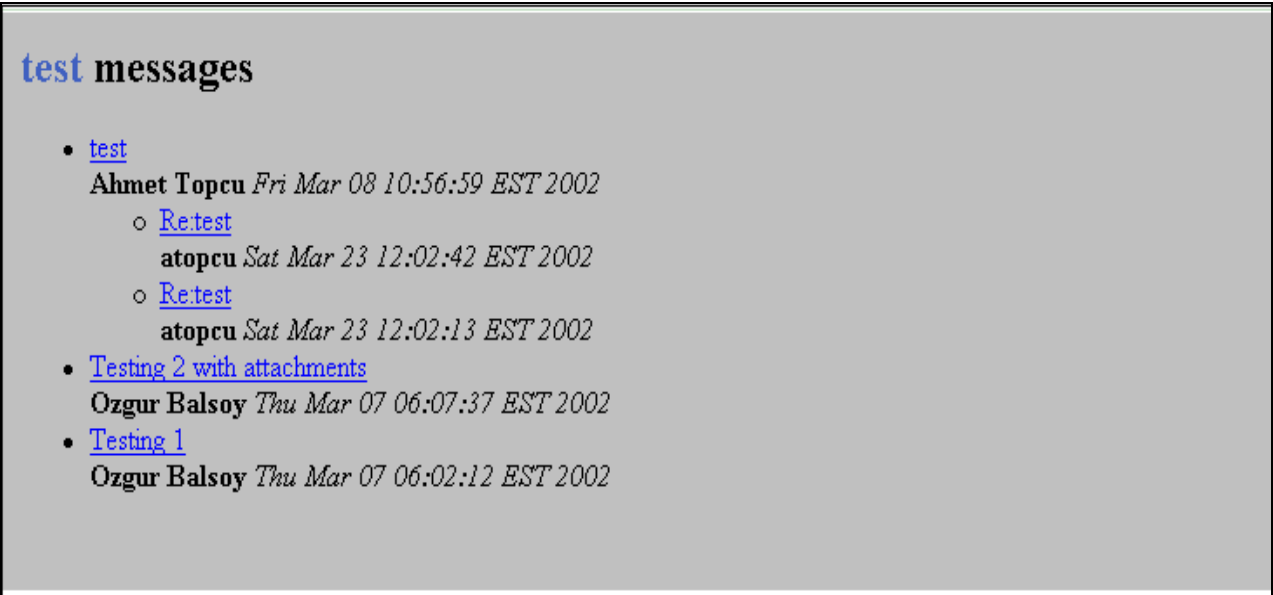 test messages
test
Ahmet Topcu Fri Mar 08 10:56:59 EST 2002
Re:test
atopcu Sat Mar 23 12:02:42 EST 2002
Re:test
atopcu Sat Mar 23 12:02:13 EST 2002
Testing 2 with attachments
Ozgur Balsoy Thu Mar 07 06:07:37 EST 2002
Testing 1
Ozgur Balsoy Thu Mar 07 06:02:12 EST 2002